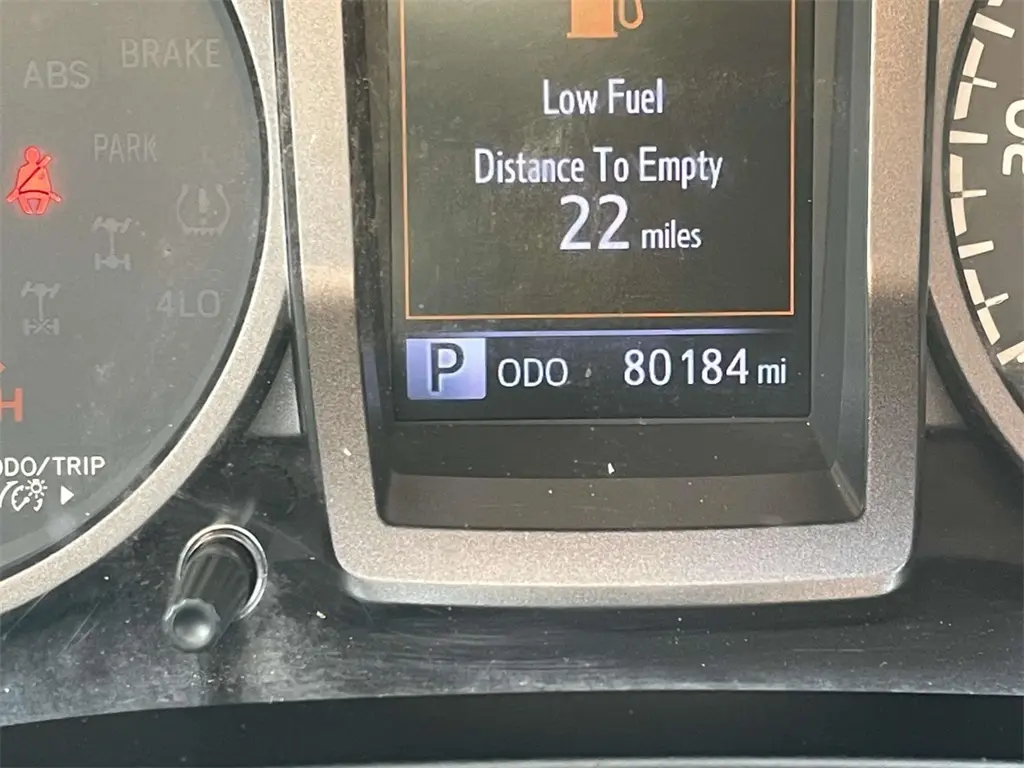 BRAKE
ABS
PARK
4LO
ODO/TRIP
Low Fuel
Distance To Empty
22 miles
P ODO 80184 mi